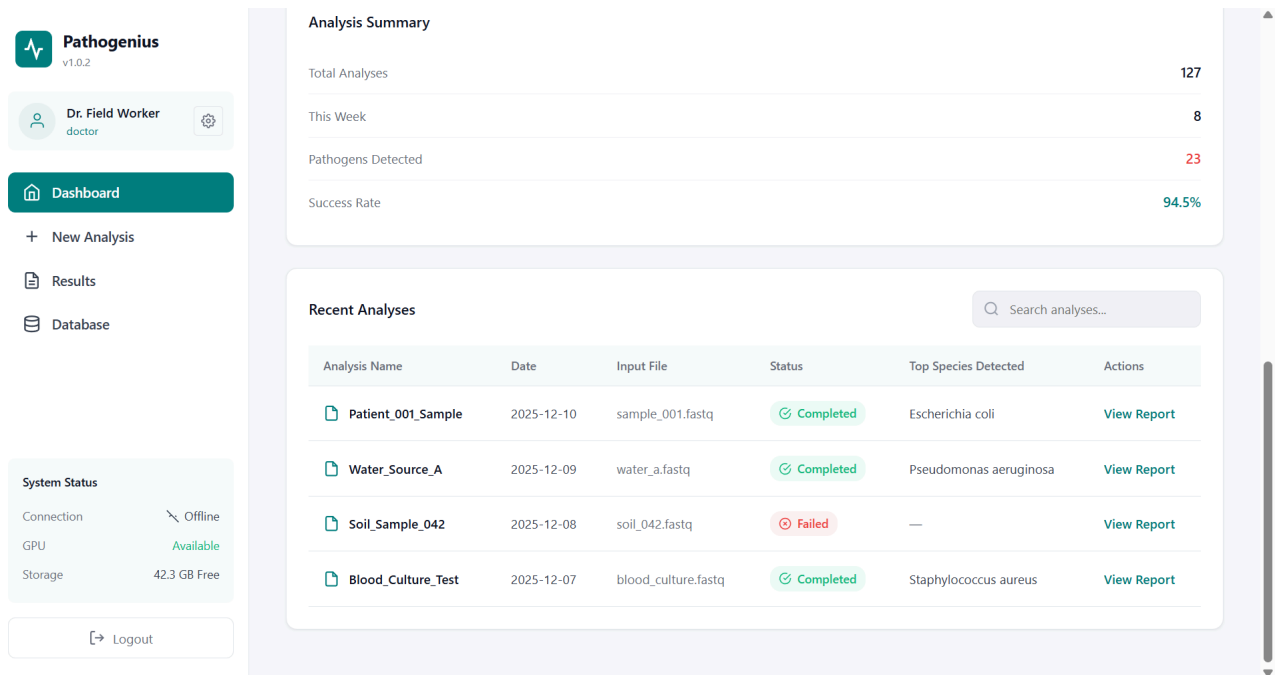 Pathogenius
v1.0.2
Dr. Field Worker
doctor
Dashboard
New Analysis
Results
Database
System Status
Connection Offline
GPU Available
Storage 42.3 GB Free
Logout
Analysis Summary
Total Analyses 127
This Week 8
Pathogens Detected 23
Success Rate 94.5%
Recent Analyses
Search analyses...
Analysis Name Date Input File Status Top Species Detected Actions
Patient_001_Sample 2025-12-10 sample_001.fastq Completed Escherichia coli View Report
Water_Source_A 2025-12-09 water_a.fastq Completed Pseudomonas aeruginosa View Report
Soil_Sample_042 2025-12-08 soil_042.fastq Failed — View Report
Blood_Culture_Test 2025-12-07 blood_culture.fastq Completed Staphylococcus aureus View Report